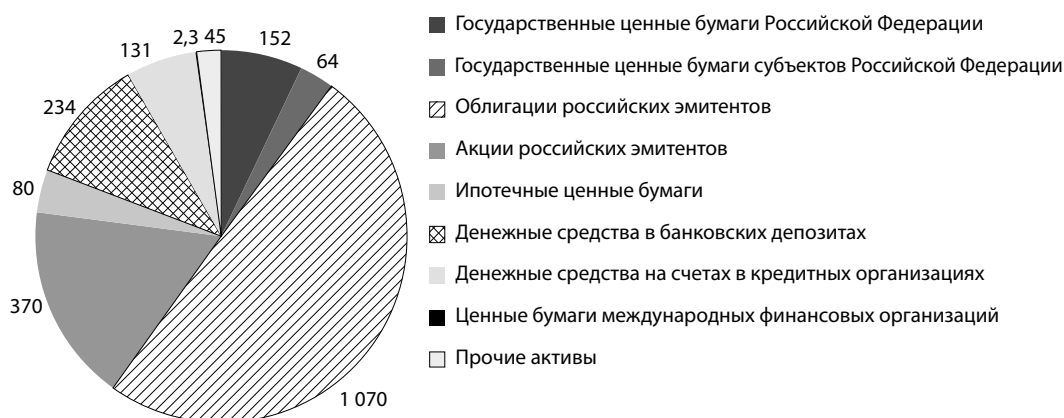 2,3 45
152
131
64
234
80
370
1 070
Государственные ценные бумаги Российской Федерации
Государственные ценные бумаги субъектов Российской Федерации
Облигации российских эмитентов
Акции российских эмитентов
Ипотечные ценные бумаги
Денежные средства в банковских депозитах
Денежные средства на счетах в кредитных организациях
Ценные бумаги международных финансовых организаций
Прочие активы